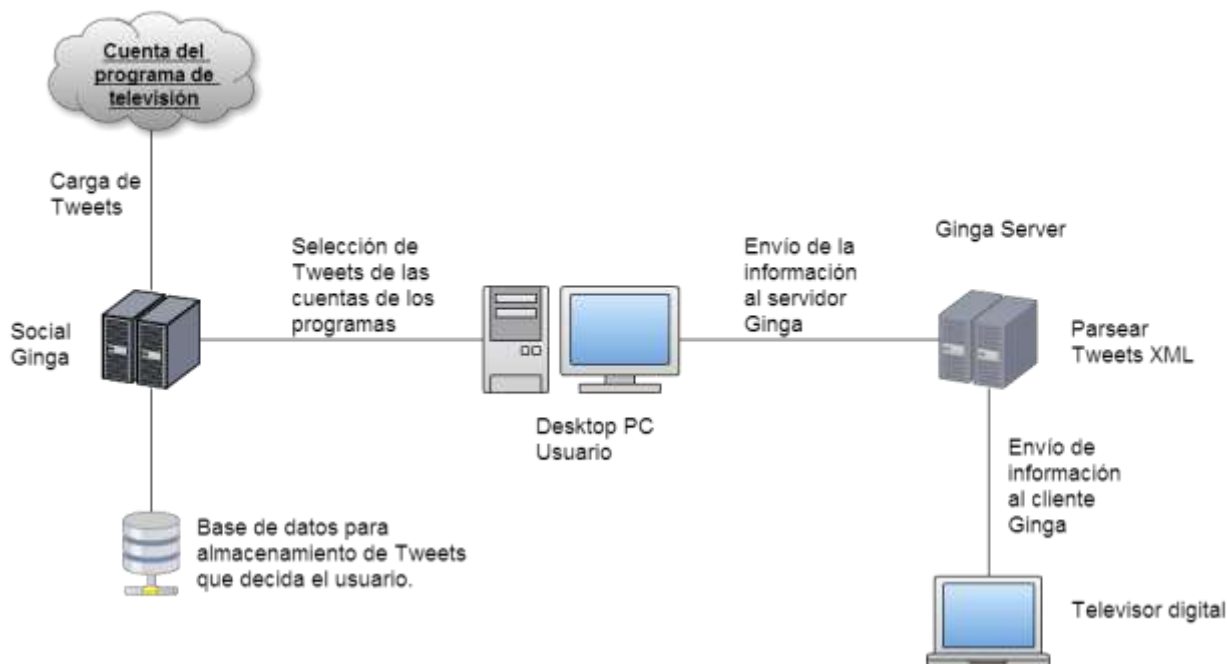 Cuenta del
programa de
televisión
Carga de
Tweets
Social
Ginga
Selección de
Tweets de las
cuentas de los
programas
Desktop PC
Usuario
Envío de la
información
al servidor
Ginga
Ginga Server
Parsear
Tweets XML
Envío de
información
al cliente
Ginga
Base de datos para
almacenamiento de Tweets
que decida el usuario.
Televisor digital